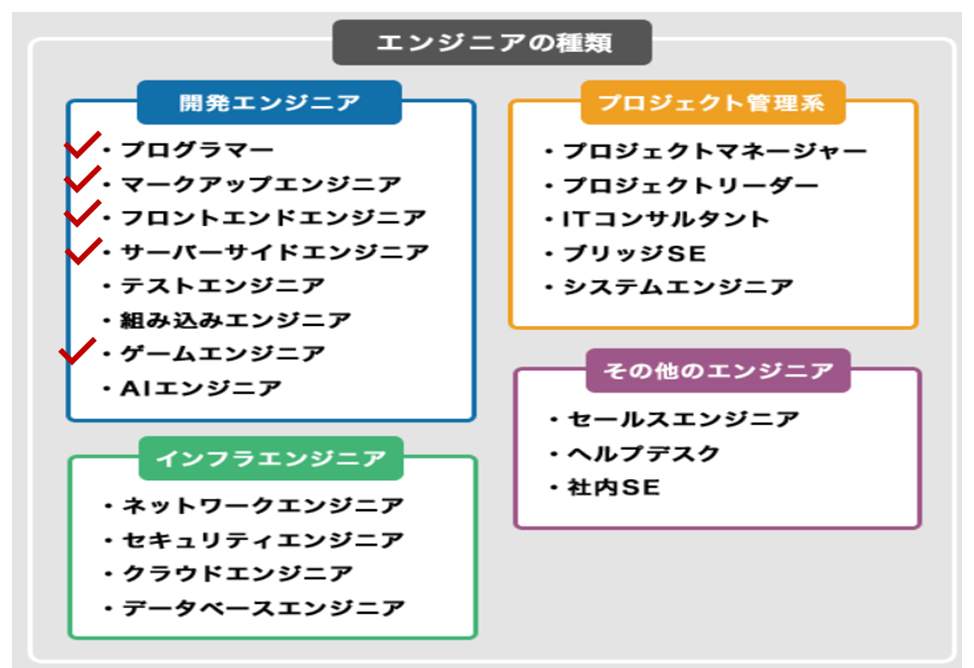 エンジニアの種類
開発エンジニア
・プログラマー
・マークアップエンジニア
・フロントエンドエンジニア
・サーバーサイドエンジニア
・テストエンジニア
・組み込みエンジニア
・ゲームエンジニア
・AIエンジニア
インフラエンジニア
・ネットワークエンジニア
・セキュリティエンジニア
・クラウドエンジニア
・データベースエンジニア
プロジェクト管理系
・プロジェクトマネージャー
・プロジェクトリーダー
・ITコンサルタント
・ブリッジSE
・システムエンジニア
その他のエンジニア
・セールスエンジニア
・ヘルプデスク
・社内SE